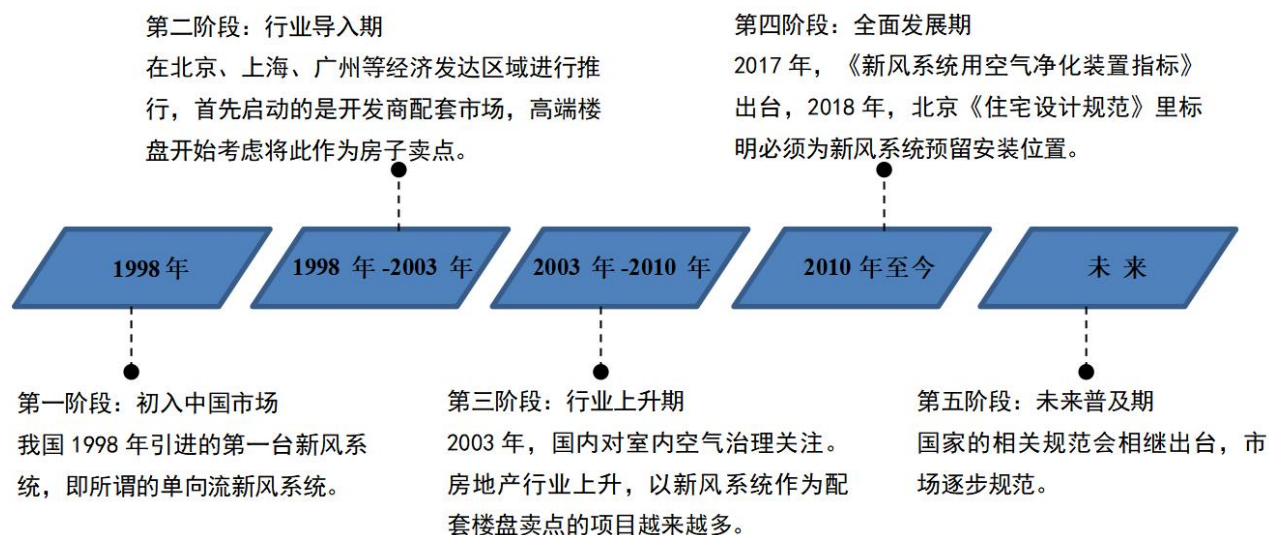 第二阶段：行业导入期
在北京、上海、广州等经济发达区域进行推
行，首先启动的是开发商配套市场，高端楼
盘开始考虑将此作为房子卖点。
第四阶段：全面发展期
2017 年，《新风系统用空气净化装置指标》
出台，2018 年，北京《住宅设计规范》里标
明必须为新风系统预留安装位置。
1998 年
1998 年 -2003 年
2003 年 -2010 年
2010 年至今
未 来
第一阶段：初入中国市场
我国 1998 年引进的第一台新风系
统，即所谓的单向流新风系统。
第三阶段：行业上升期
2003 年，国内对室内空气治理关注。
房地产行业上升，以新风系统作为配
套楼盘卖点的项目越来越多。
第五阶段：未来普及期
国家的相关规范会相继出台，市
场逐步规范。